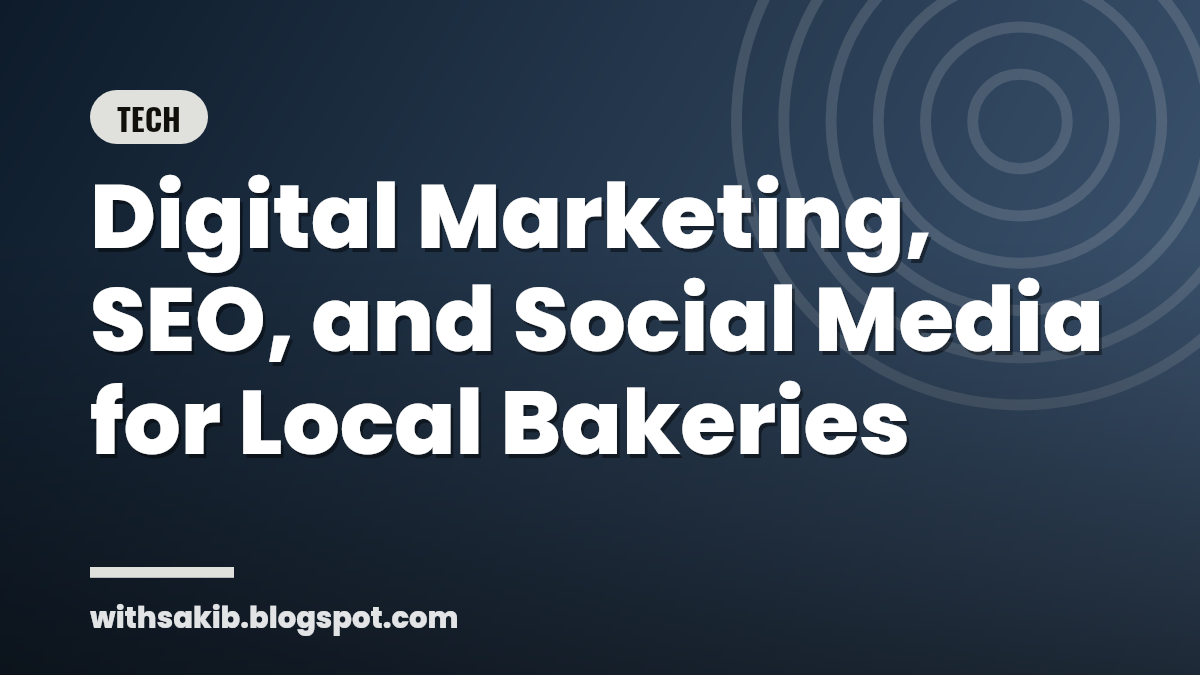 TECH
Digital Marketing,
SEO, and Social Media
for Local Bakeries
withsakib.blogspot.com